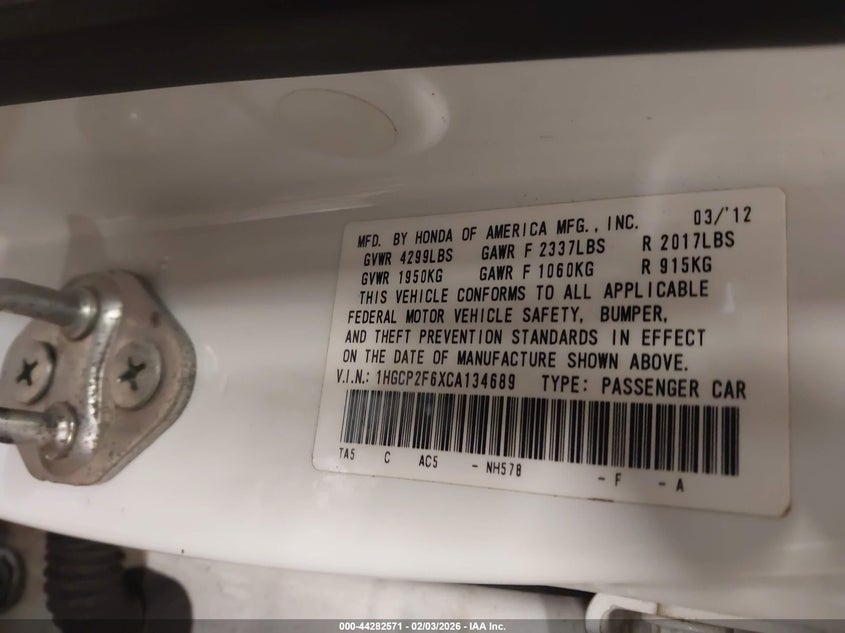 MFD. BY HONDA OF AMERICA MFG., INC. 03/'12
GVWR 4299LBS GAWR F 2337LBS R 2017LBS
GVWR 1950KG GAWR F 1060KG R 915KG
THIS VEHICLE CONFORMS TO ALL APPLICABLE
FEDERAL MOTOR VEHICLE SAFETY, BUMPER,
AND THEFT PREVENTION STANDARDS IN EFFECT
ON THE DATE OF MANUFACTURE SHOWN ABOVE.
V.I.N.: 1HGCP2F6XCA134689 TYPE: PASSENGER CAR
TA5 C AC5 - NH578 - F - A
000-44282571 | 02/03/2026 – IAA Inc.